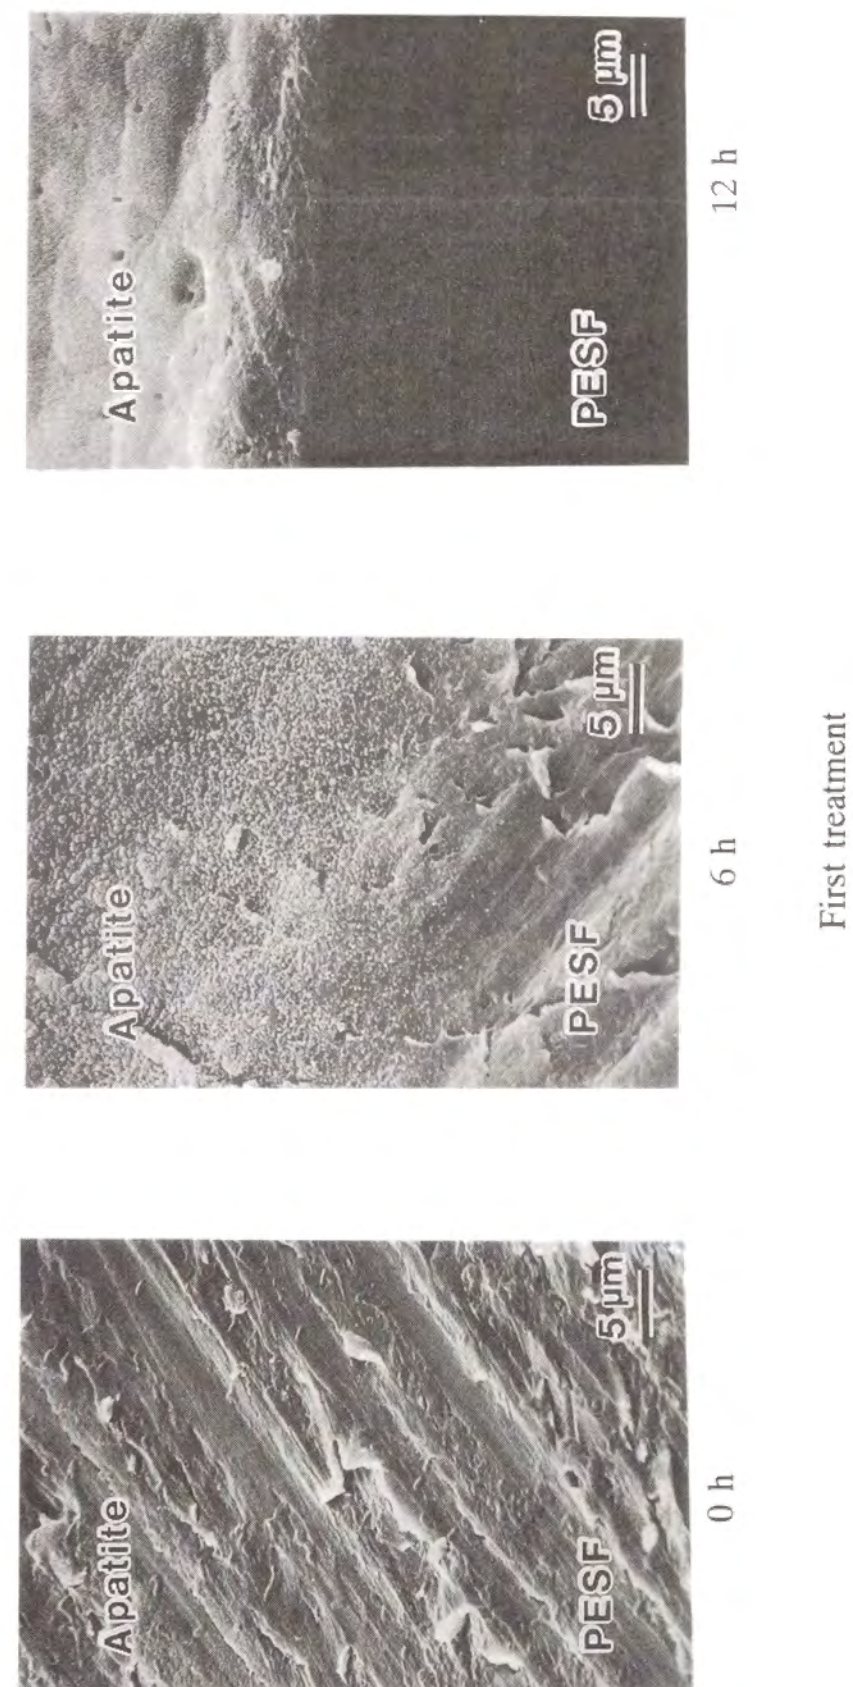 Apatite
PESF
5 µm
0 h
Apatite
PESF
5 µm
6 h
Apatite
PESF
5 µm
12 h
First treatment